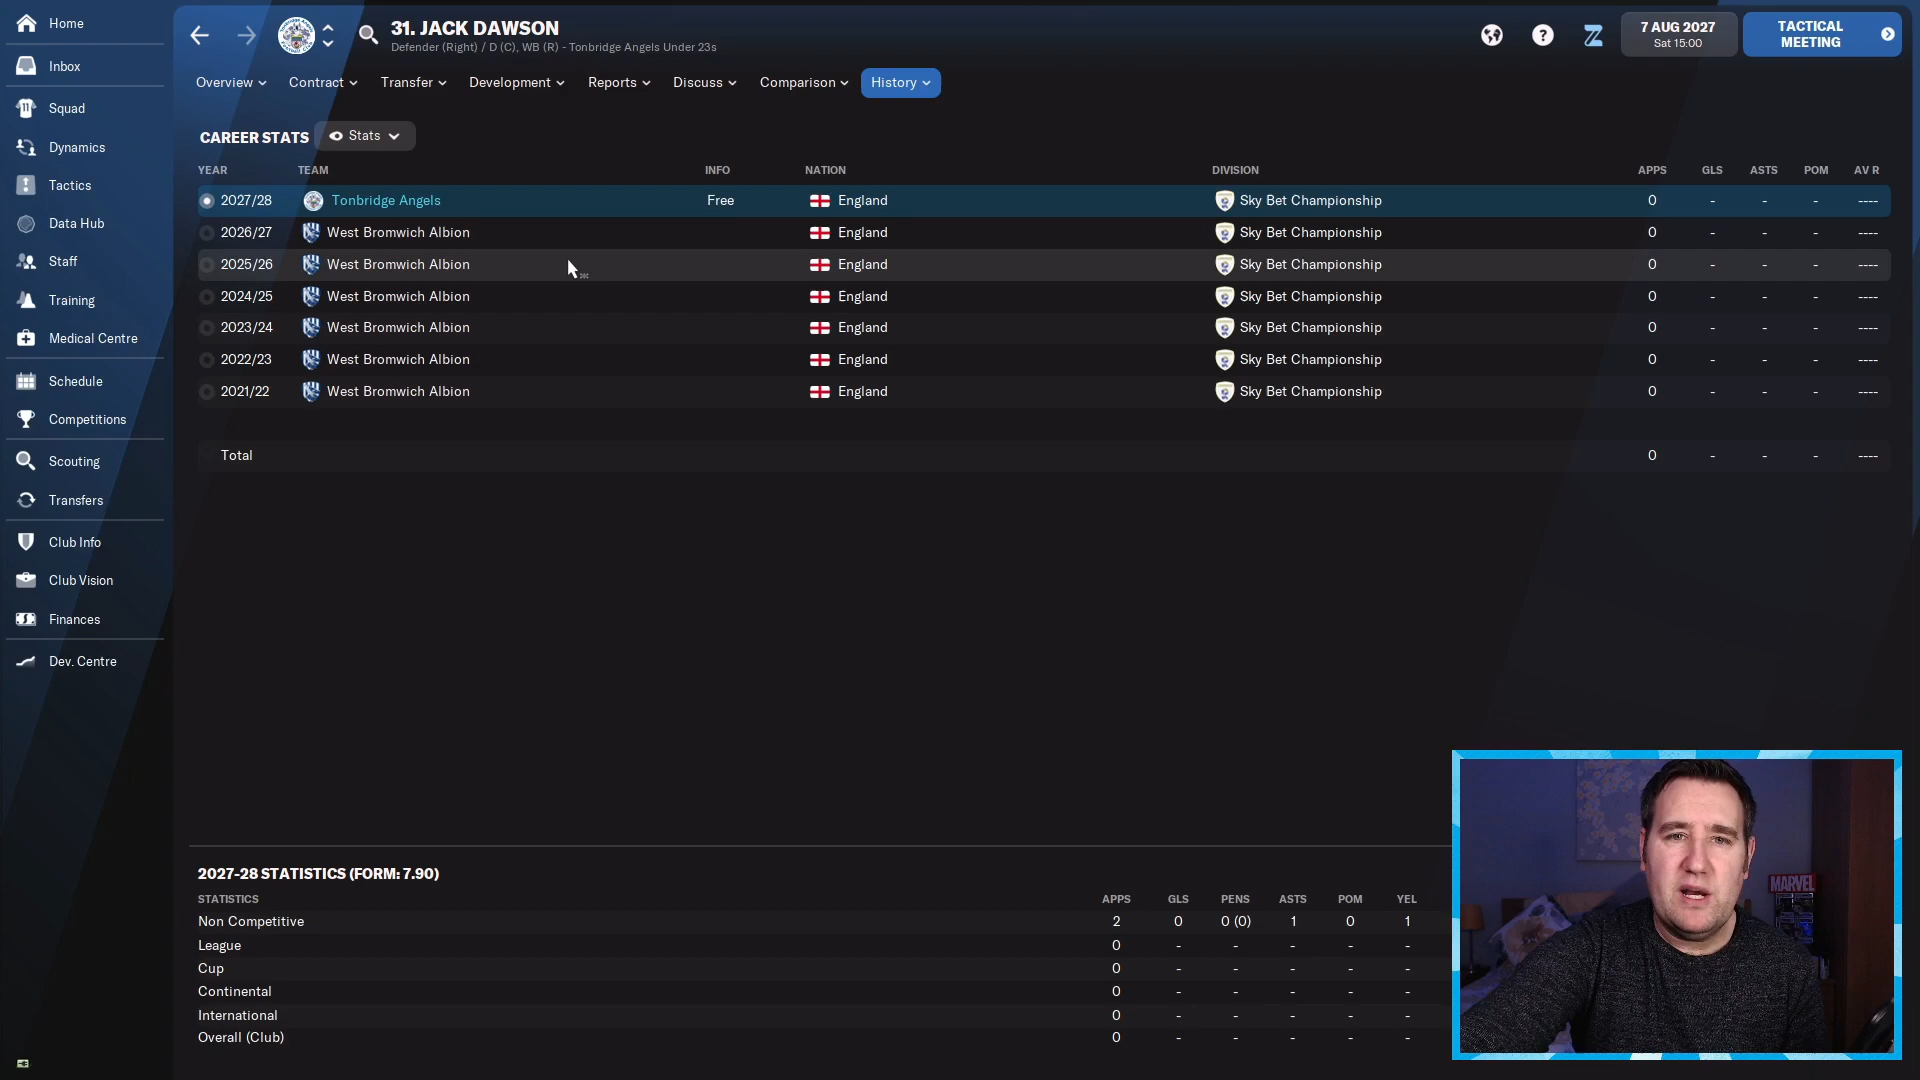 Home
Inbox
Squad
Dynamics
Tactics
Data Hub
Staff
Training
Medical Centre
Schedule
Competitions
Scouting
Transfers
Club Info
Club Vision
Finances
Dev. Centre
31. JACK DAWSON
Defender (Right) / D (C), WB (R) - Tonbridge Angels Under 23s
7 AUG 2027
Sat 15:00
TACTICAL
MEETING
Overview Contract Transfer Development Reports Discuss Comparison History
CAREER STATS Stats
YEAR TEAM INFO NATION DIVISION APPS GLS ASTS POM AV R
2027/28 Tonbridge Angels Free England Sky Bet Championship 0 - - - ----
2026/27 West Bromwich Albion England Sky Bet Championship 0 - - - ----
2025/26 West Bromwich Albion England Sky Bet Championship 0 - - - ----
2024/25 West Bromwich Albion England Sky Bet Championship 0 - - - ----
2023/24 West Bromwich Albion England Sky Bet Championship 0 - - - ----
2022/23 West Bromwich Albion England Sky Bet Championship 0 - - - ----
2021/22 West Bromwich Albion England Sky Bet Championship 0 - - - ----
Total 0 - - - ----
2027-28 STATISTICS (FORM: 7.90)
STATISTICS APPS GLS PENS ASTS POM YEL
Non Competitive 2 0 0 (0) 1 0 1
League 0 - - - - -
Cup 0 - - - - -
Continental 0 - - - - -
International 0 - - - - -
Overall (Club) 0 - - - - -
MARVEL